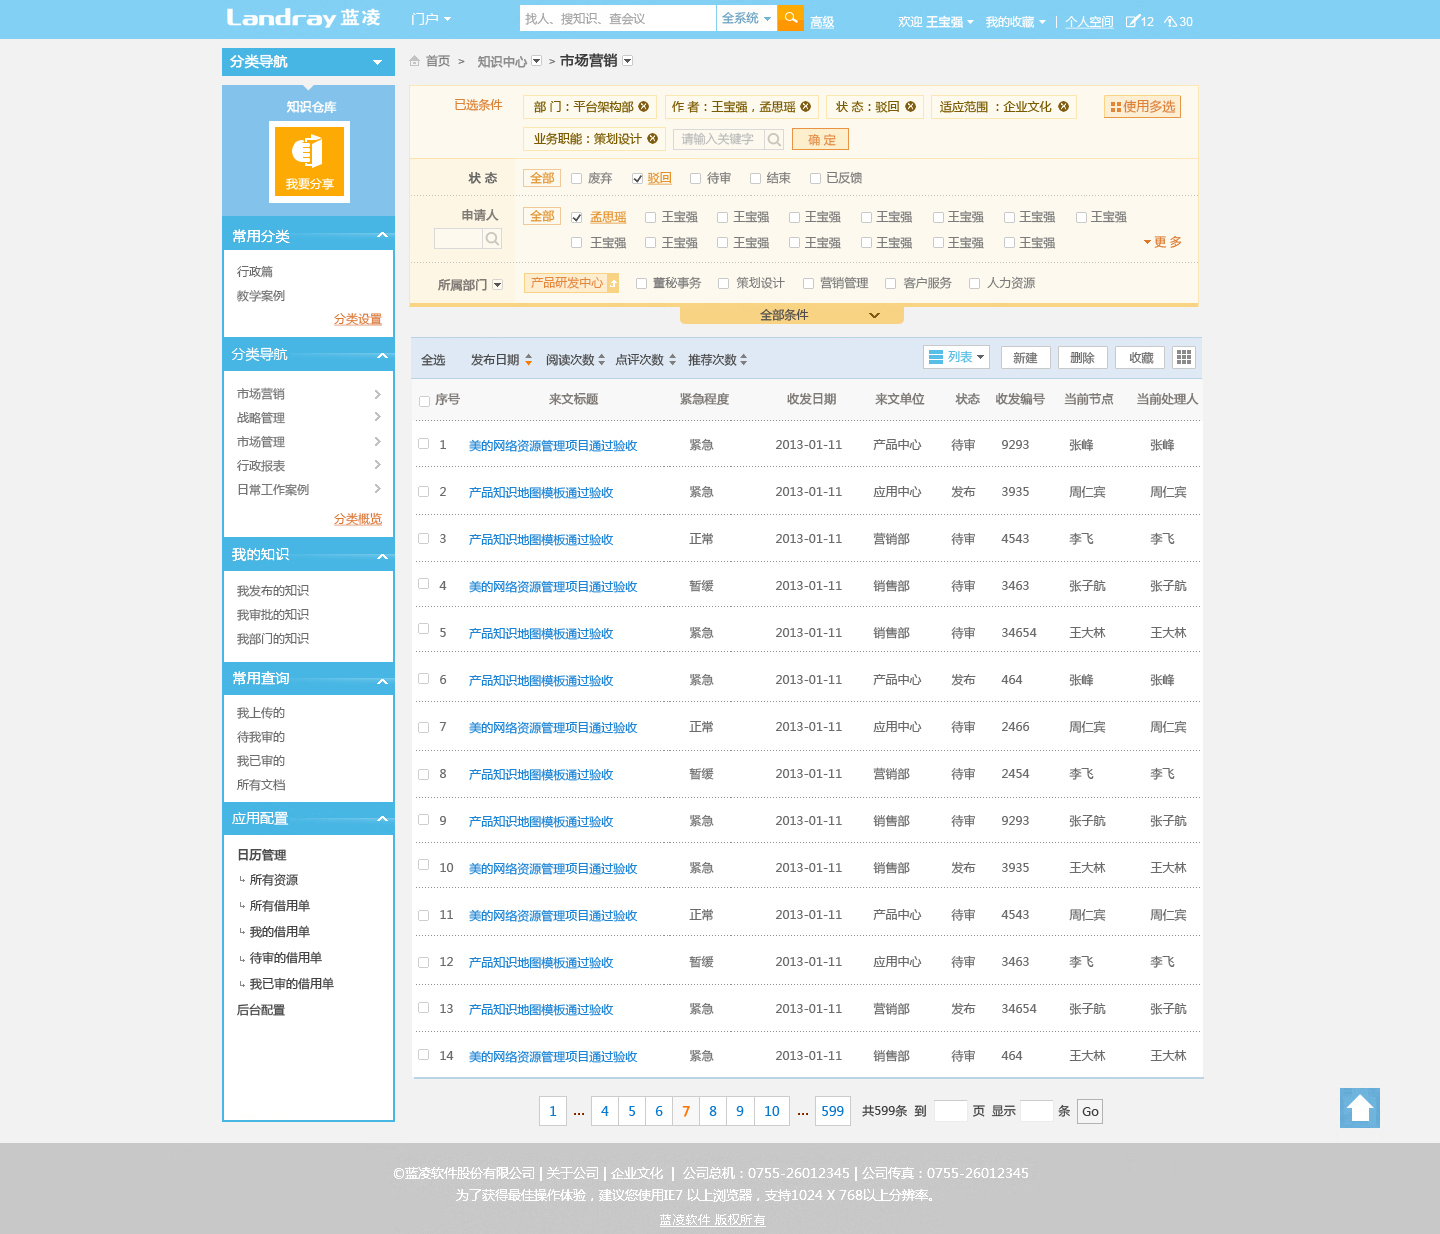 Landray蓝凌 门户 找人、搜知识、查会议 全系统 高级 欢迎 王宝强 我的收藏 | 个人空间 12 30
分类导航
首页 > 知识中心 > 市场营销
知识仓库
我要分享
常用分类
行政篇
教学案例
分类设置
分类导航
市场营销
战略管理
市场管理
行政报表
日常工作案例
分类概览
我的知识
我发布的知识
我审批的知识
我部门的知识
常用查询
我上传的
待我审的
我已审的
所有文档
应用配置
日历管理
所有资源
所有借用单
我的借用单
待审的借用单
我已审的借用单
后台配置
已选条件 部 门：平台架构部 作 者：王宝强，孟思瑶 状 态：驳回 适应范围 ：企业文化 使用多选
业务职能：策划设计 请输入关键字 确 定
状 态 全部 废弃 驳回 待审 结束 已反馈
申请人 全部 孟思瑶 王宝强 王宝强 王宝强 王宝强 王宝强 王宝强 王宝强
王宝强 王宝强 王宝强 王宝强 王宝强 王宝强 王宝强 更 多
所属部门 产品研发中心 董秘事务 策划设计 营销管理 客户服务 人力资源
全部条件
全选 发布日期 阅读次数 点评次数 推荐次数 列表 新建 删除 收藏
序号 来文标题 紧急程度 收发日期 来文单位 状态 收发编号 当前节点 当前处理人
1 美的网络资源管理项目通过验收 紧急 2013-01-11 产品中心 待审 9293 张峰 张峰
2 产品知识地图模板通过验收 紧急 2013-01-11 应用中心 发布 3935 周仁宾 周仁宾
3 产品知识地图模板通过验收 正常 2013-01-11 营销部 待审 4543 李飞 李飞
4 美的网络资源管理项目通过验收 暂缓 2013-01-11 销售部 待审 3463 张子航 张子航
5 产品知识地图模板通过验收 紧急 2013-01-11 销售部 待审 34654 王大林 王大林
6 产品知识地图模板通过验收 紧急 2013-01-11 产品中心 发布 464 张峰 张峰
7 美的网络资源管理项目通过验收 正常 2013-01-11 应用中心 待审 2466 周仁宾 周仁宾
8 产品知识地图模板通过验收 暂缓 2013-01-11 营销部 待审 2454 李飞 李飞
9 产品知识地图模板通过验收 紧急 2013-01-11 销售部 待审 9293 张子航 张子航
10 美的网络资源管理项目通过验收 紧急 2013-01-11 销售部 发布 3935 王大林 王大林
11 美的网络资源管理项目通过验收 正常 2013-01-11 产品中心 待审 4543 周仁宾 周仁宾
12 产品知识地图模板通过验收 暂缓 2013-01-11 应用中心 待审 3463 李飞 李飞
13 产品知识地图模板通过验收 紧急 2013-01-11 营销部 发布 34654 张子航 张子航
14 美的网络资源管理项目通过验收 紧急 2013-01-11 销售部 待审 464 王大林 王大林
1 ... 4 5 6 7 8 9 10 ... 599 共599条 到 页 显示 条 Go
©蓝凌软件股份有限公司 | 关于公司 | 企业文化 | 公司总机：0755-26012345 | 公司传真：0755-26012345
为了获得最佳操作体验，建议您使用IE7 以上浏览器，支持1024 X 768以上分辨率。
蓝凌软件 版权所有